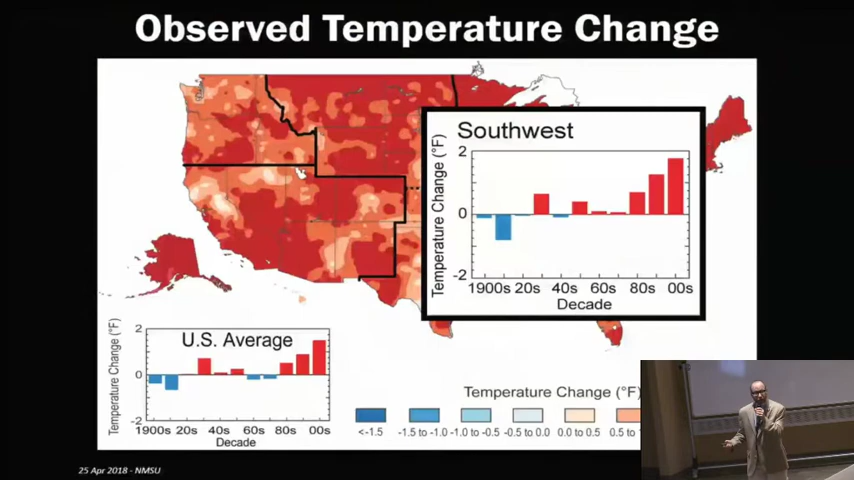 Observed Temperature Change
Southwest
Temperature Change (°F)
2
0
-2
1900s 20s 40s 60s 80s 00s
Decade
U.S. Average
Temperature Change (°F)
2
0
-2
1900s 20s 40s 60s 80s 00s
Decade
Temperature Change (°F)
<-1.5 -1.5 to -1.0 -1.0 to -0.5 -0.5 to 0.0 0.0 to 0.5 0.5 to
25 Apr 2018 - NMSU